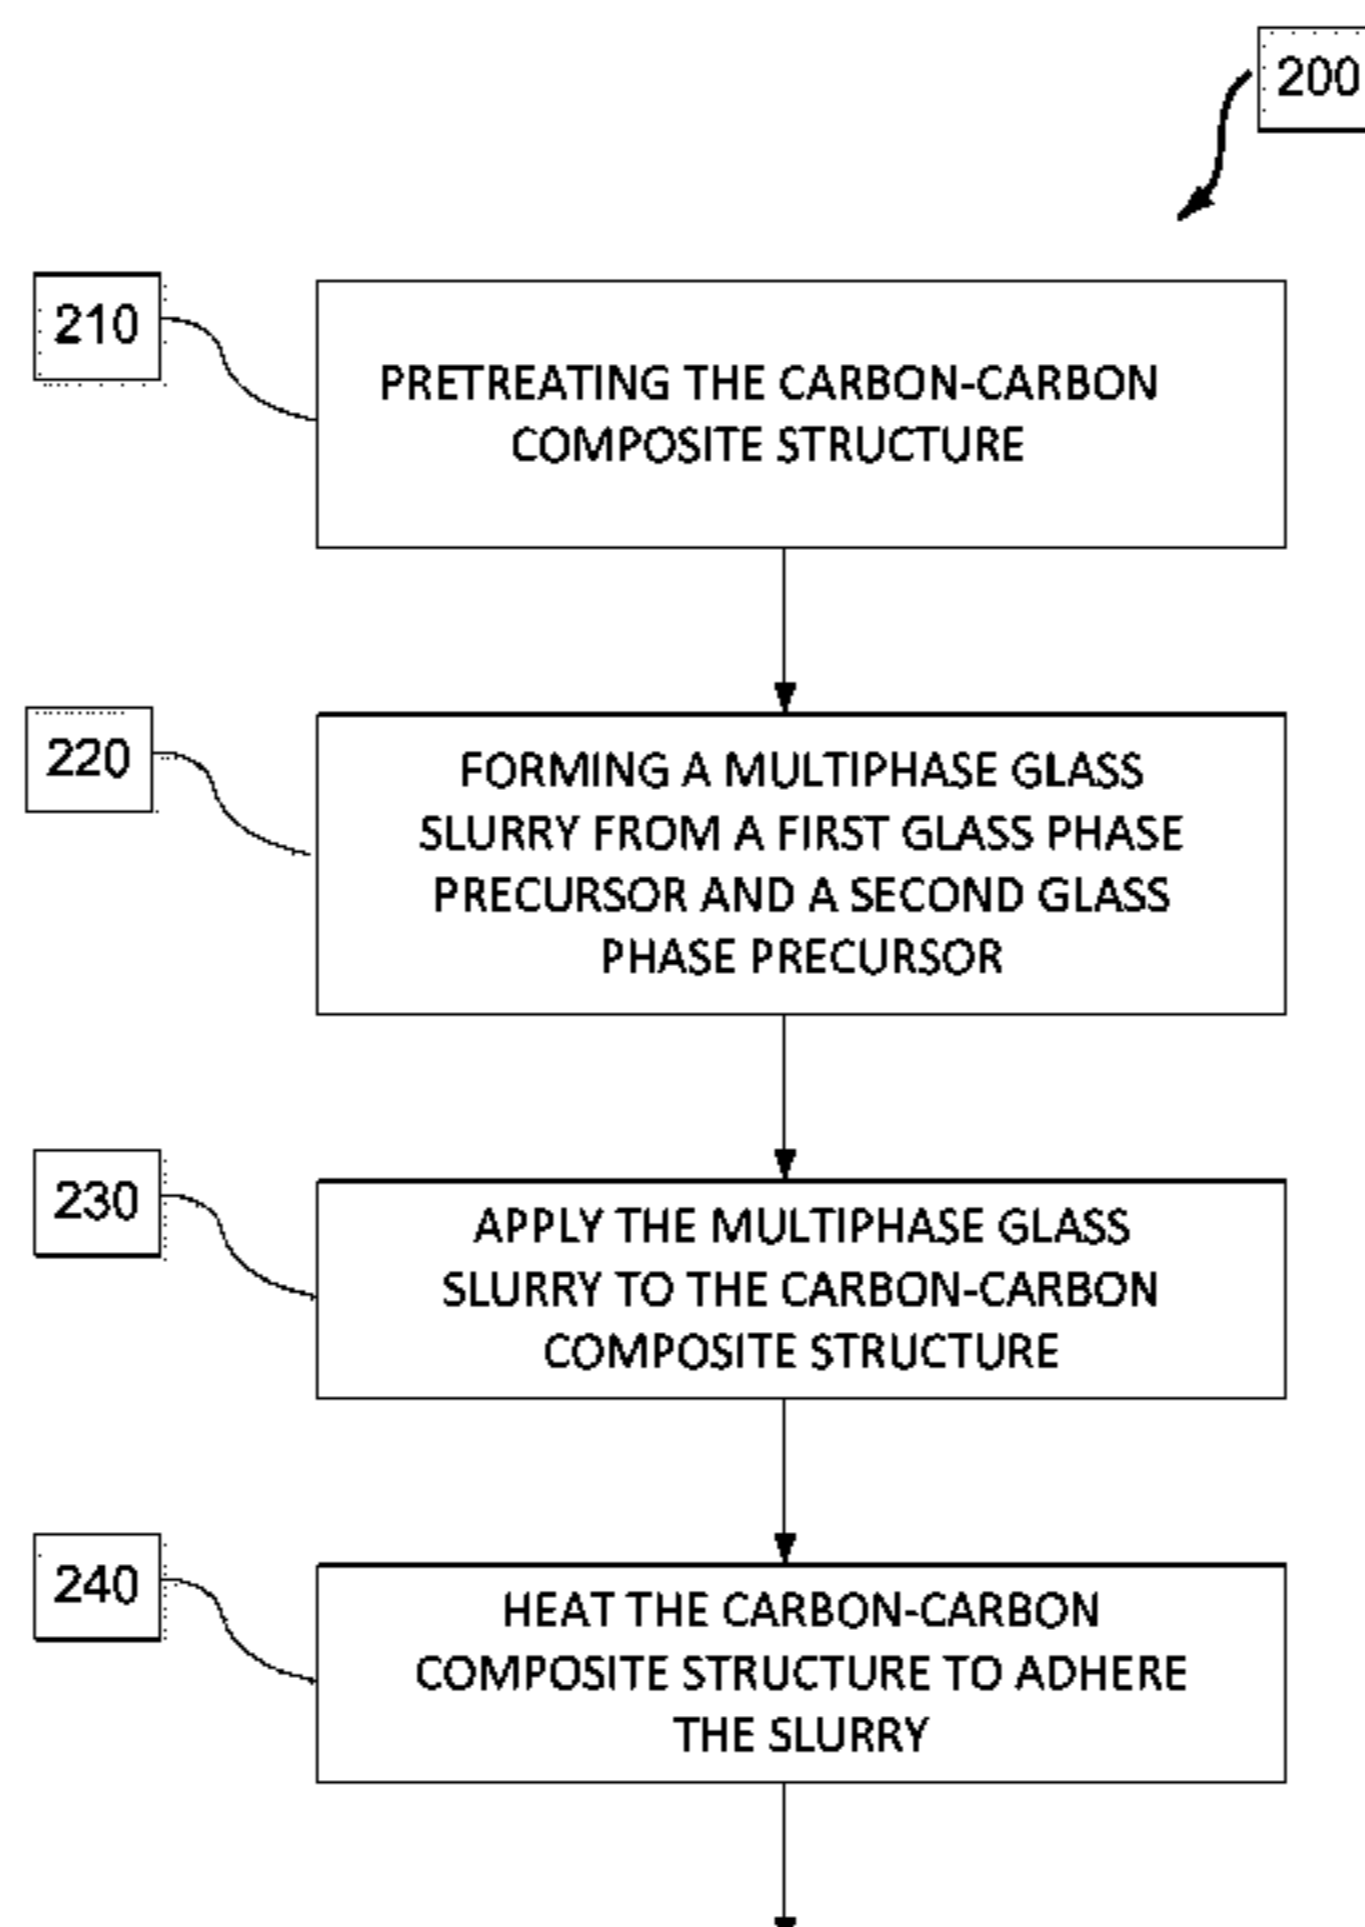 200
210
PRETREATING THE CARBON-CARBON
COMPOSITE STRUCTURE
220
FORMING A MULTIPHASE GLASS
SLURRY FROM A FIRST GLASS PHASE
PRECURSOR AND A SECOND GLASS
PHASE PRECURSOR
230
APPLY THE MULTIPHASE GLASS
SLURRY TO THE CARBON-CARBON
COMPOSITE STRUCTURE
240
HEAT THE CARBON-CARBON
COMPOSITE STRUCTURE TO ADHERE
THE SLURRY